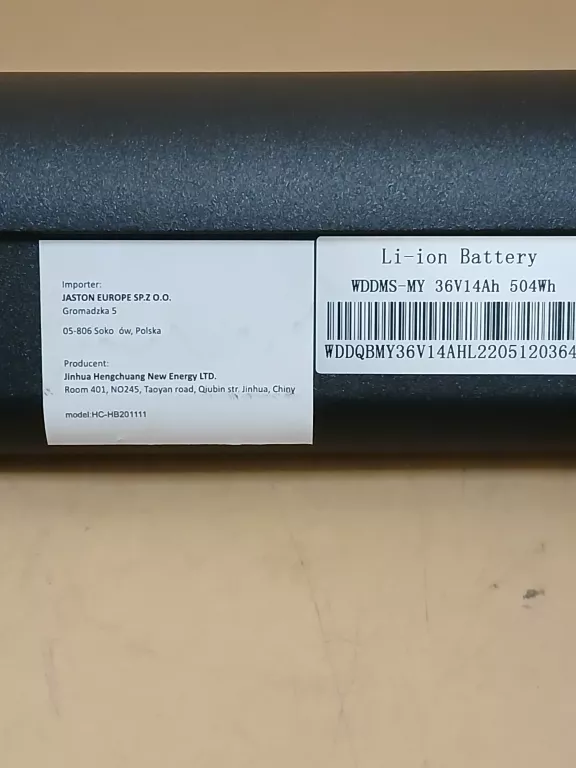 Importer:
JASTON EUROPE SP.Z O.O.
Gromadzka 5
05-806 Soko ów, Polska
Producent:
Jinhua Hengchuang New Energy LTD.
Room 401, NO245, Taoyan road, Qiubin str. Jinhua, Chiny
model:HC-HB201111
Li-ion Battery
WDDMS-MY 36V14Ah 504Wh
WDDQBMY36V14AHL2205120364